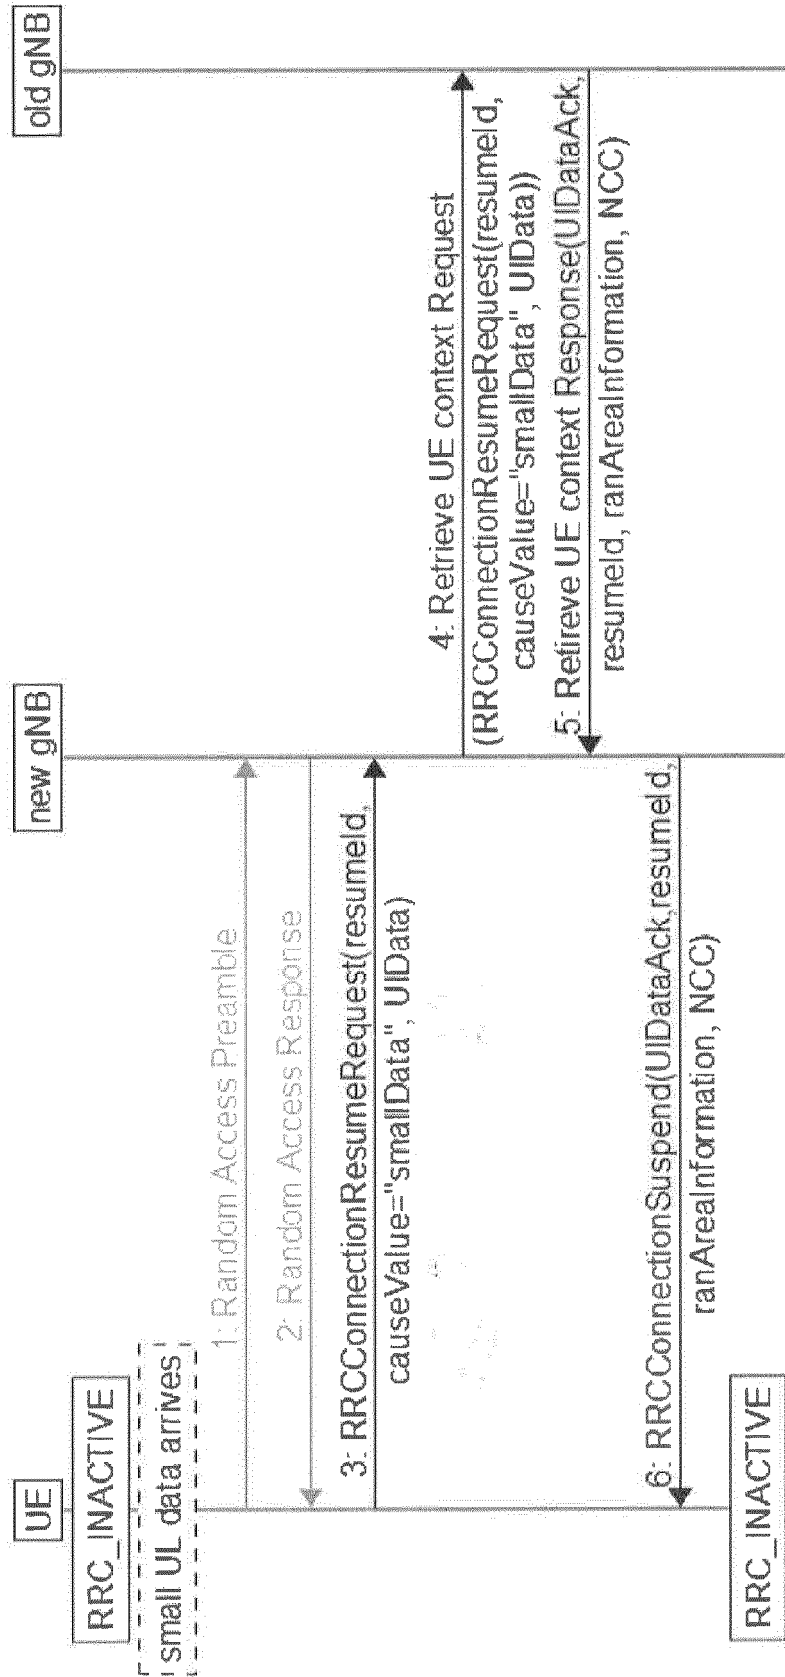 UE
new gNB
old gNB
RRC_INACTIVE
small UL data arrives
1: Random Access Preamble
2: Random Access Response
3: RRCConnectionResumeRequest(resumeId,
causeValue="smallData", UlData)
4: Retrieve UE context Request
(RRCConnectionResumeRequest(resumeId,
causeValue="smallData", UlData))
5: Retireve UE context Response(UlDataAck,
resumeId, ranAreaInformation, NCC)
6: RRCConnectionSuspend(UlDataAck,resumeId,
ranAreaInformation, NCC)
RRC_INACTIVE